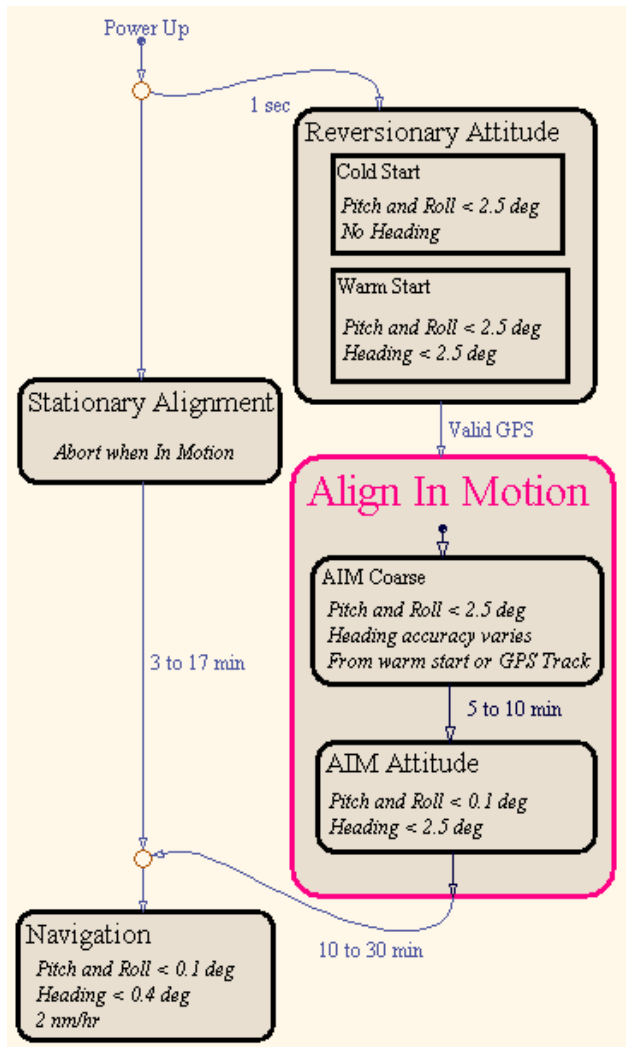 Power Up
1 sec
Reversionary Attitude
Cold Start
Pitch and Roll < 2.5 deg
No Heading
Warm Start
Pitch and Roll < 2.5 deg
Heading < 2.5 deg
Stationary Alignment
Abort when In Motion
Valid GPS
Align In Motion
AIM Coarse
Pitch and Roll < 2.5 deg
Heading accuracy varies
From warm start or GPS Track
3 to 17 min
5 to 10 min
AIM Attitude
Pitch and Roll < 0.1 deg
Heading < 2.5 deg
10 to 30 min
Navigation
Pitch and Roll < 0.1 deg
Heading < 0.4 deg
2 nm/hr